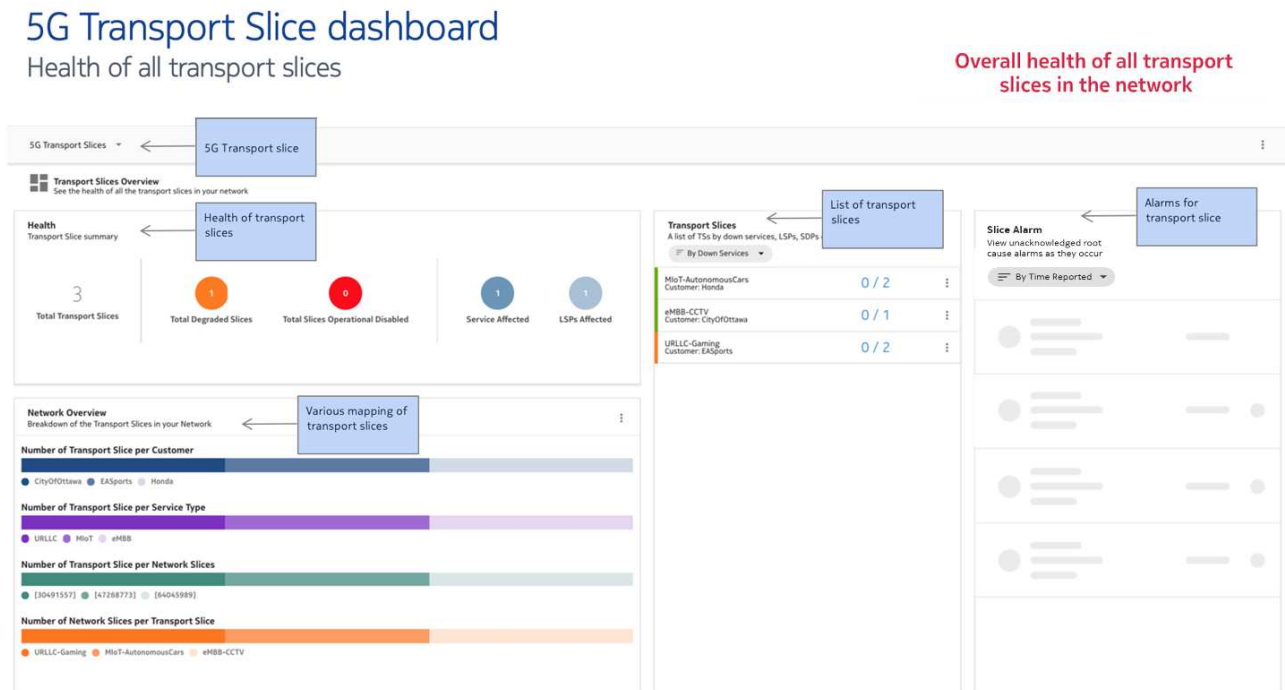 5G Transport Slice dashboard
Health of all transport slices
Overall health of all transport
slices in the network
5G Transport Slices
5G Transport slice
Transport Slices Overview
See the health of all the transport slices in your network
Health
Transport Slice summary
Health of transport
slices
3
Total Transport Slices
1
Total Degraded Slices
0
Total Slices Operational Disabled
1
Service Affected
1
LSPs Affected
Network Overview
Breakdown of the Transport Slices in your Network
Various mapping of
transport slices
Number of Transport Slice per Customer
CityOfOttawa EASports Honda
Number of Transport Slice per Service Type
URLLC MIoT eMBB
Number of Transport Slice per Network Slices
[30491557] [47268773] [64045989]
Number of Network Slices per Transport Slice
URLLC-Gaming MIoT-AutonomousCars eMBB-CCTV
Transport Slices
A list of TSs by down services, LSPs, SDPs
List of transport
slices
By Down Services
MIoT-AutonomousCars
Customer: Honda
0 / 2
eMBB-CCTV
Customer: CityOfOttawa
0 / 1
URLLC-Gaming
Customer: EASports
0 / 2
Alarms for
transport slice
Slice Alarm
View unacknowledged root
cause alarms as they occur
By Time Reported